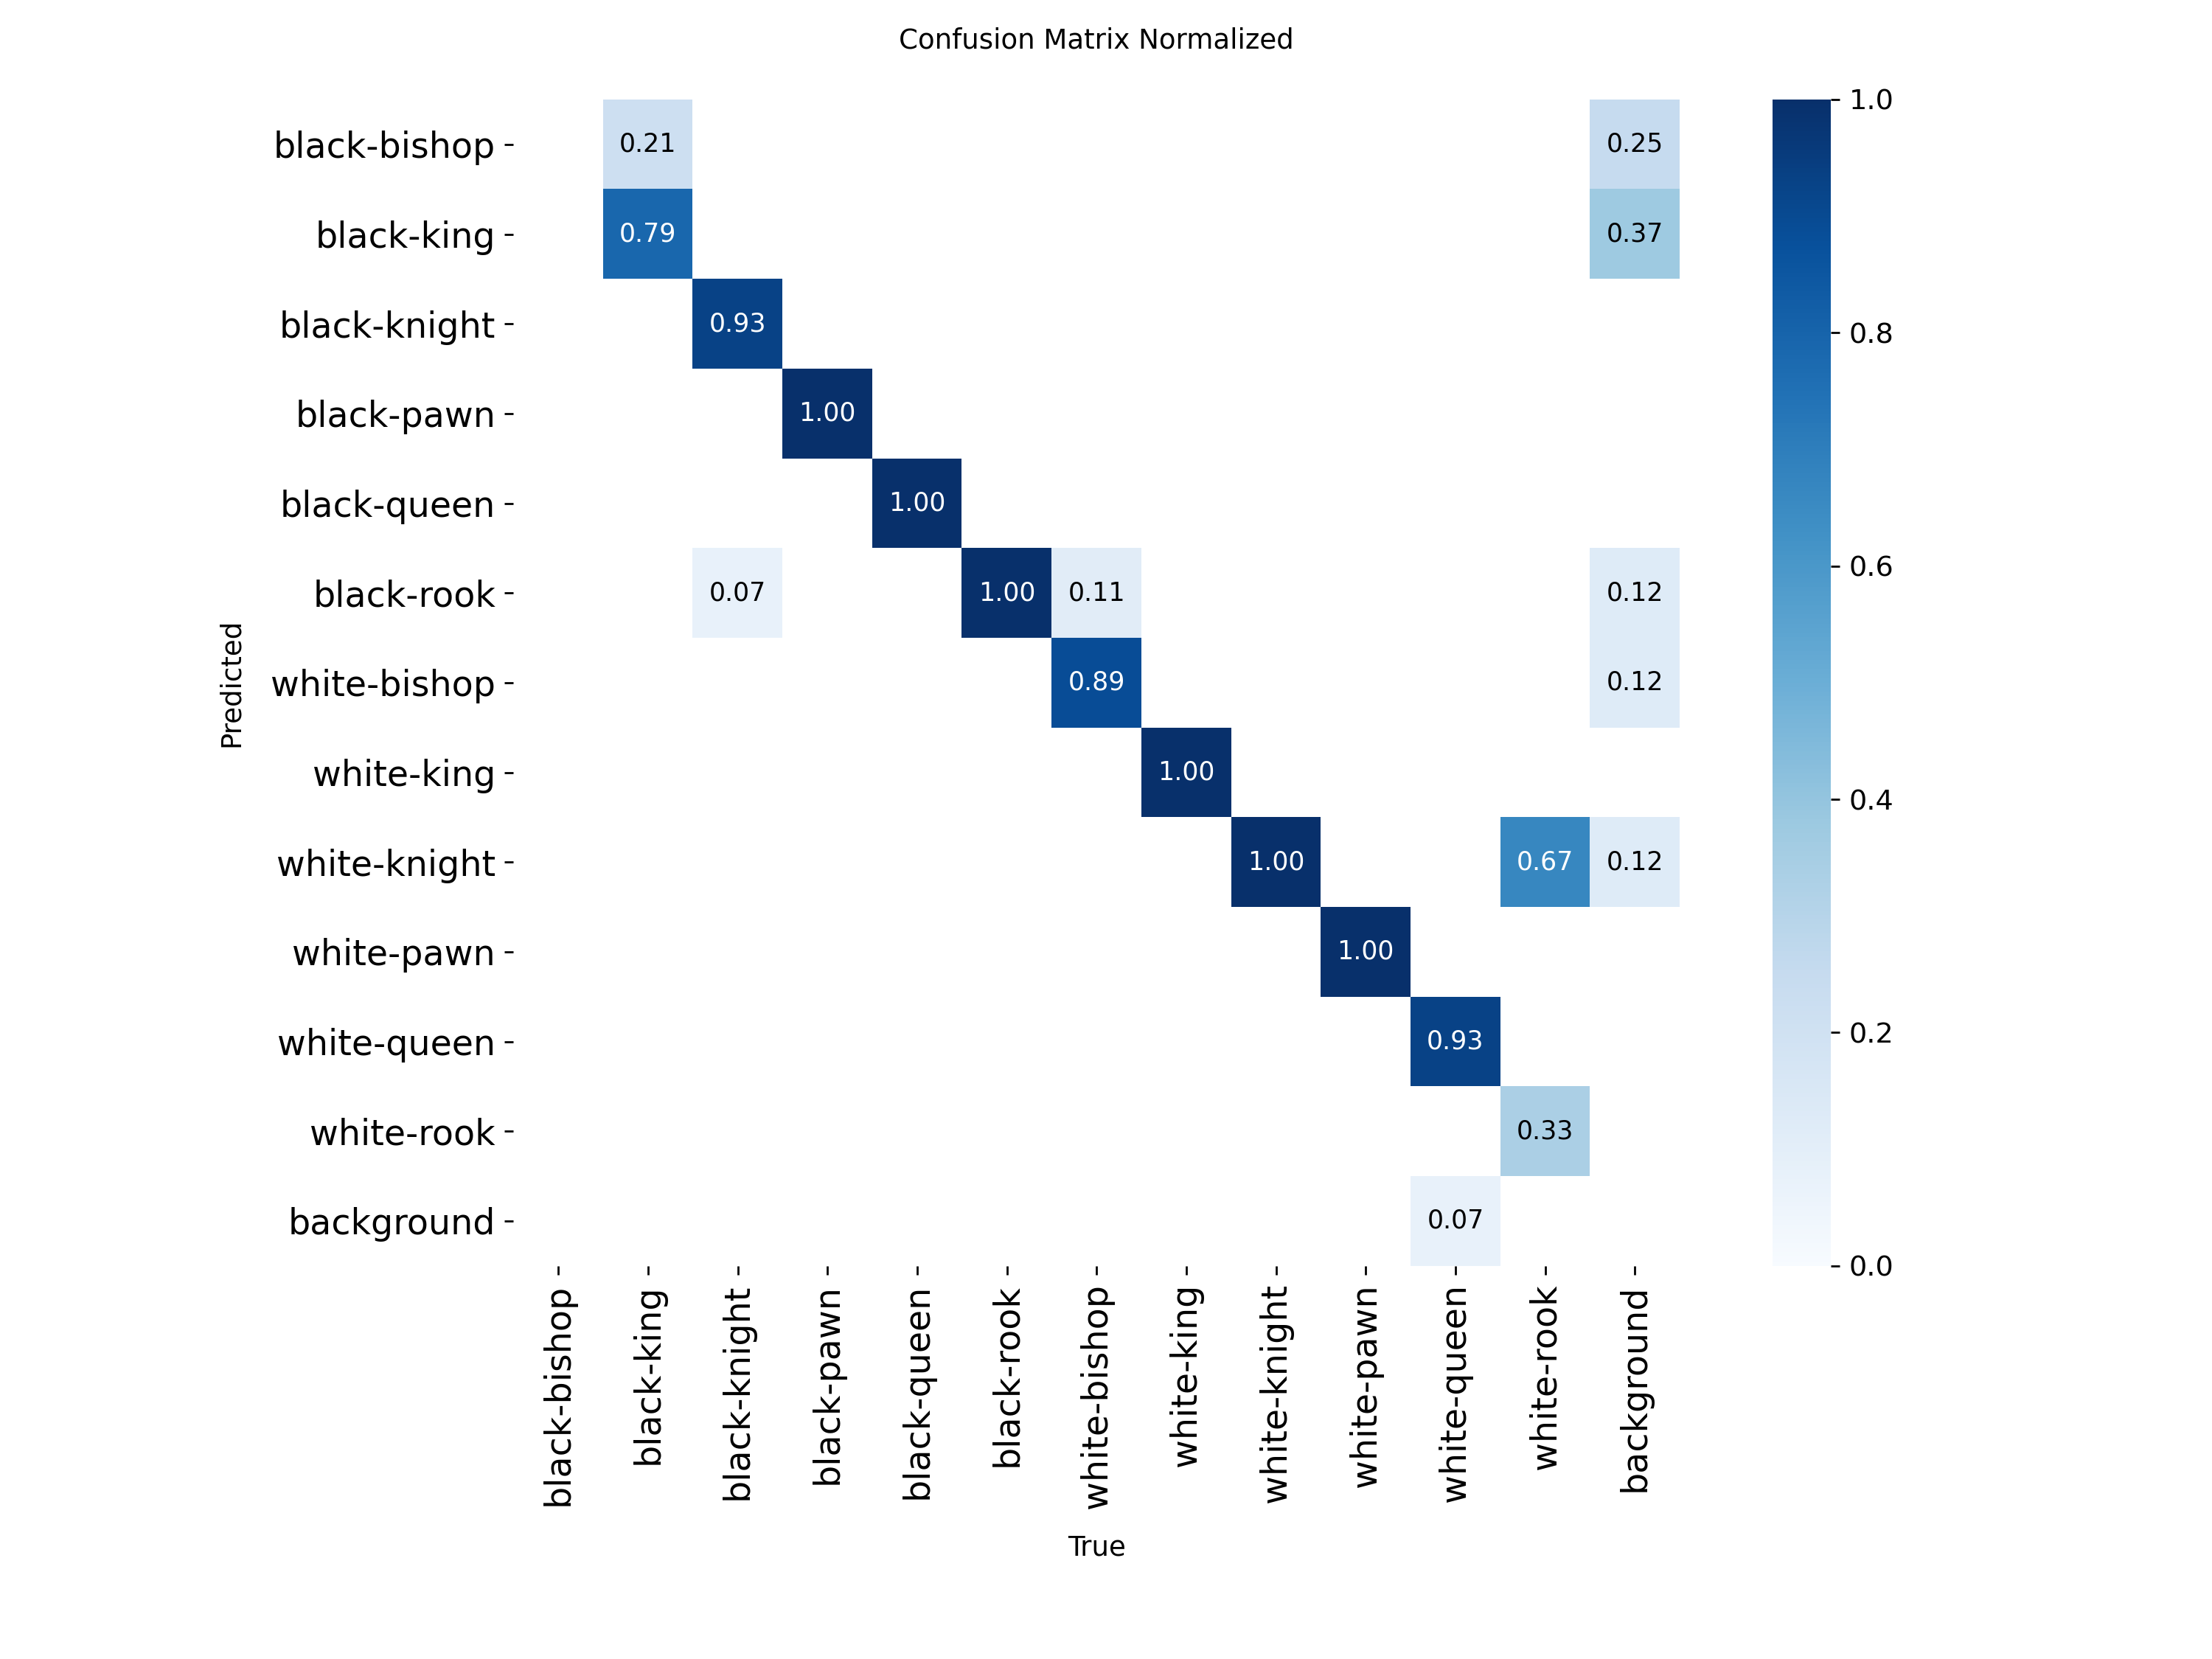 Confusion Matrix Normalized
black-bishop 0.21 0.25 1.0
black-king 0.79 0.37
black-knight 0.93 0.8
black-pawn 1.00
black-queen 1.00
black-rook 0.07 1.00 0.11 0.12 0.6
white-bishop 0.89 0.12
Predicted
white-king 1.00 0.4
white-knight 1.00 0.67 0.12
white-pawn 1.00
white-queen 0.93 0.2
white-rook 0.33
background 0.07 0.0
black-bishop
black-king
black-knight
black-pawn
black-queen
black-rook
white-bishop
white-king
white-knight
white-pawn
white-queen
white-rook
background
True